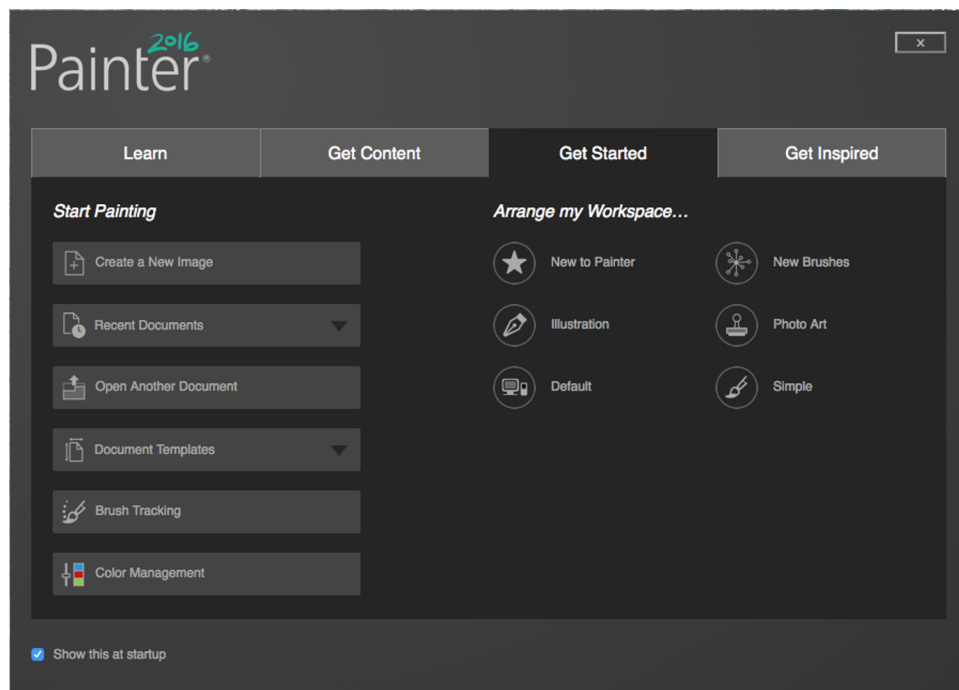 Painter® 2016
x
Learn
Get Content
Get Started
Get Inspired
Start Painting
Create a New Image
Recent Documents
Open Another Document
Document Templates
Brush Tracking
Color Management
Arrange my Workspace...
New to Painter
New Brushes
Illustration
Photo Art
Default
Simple
Show this at startup